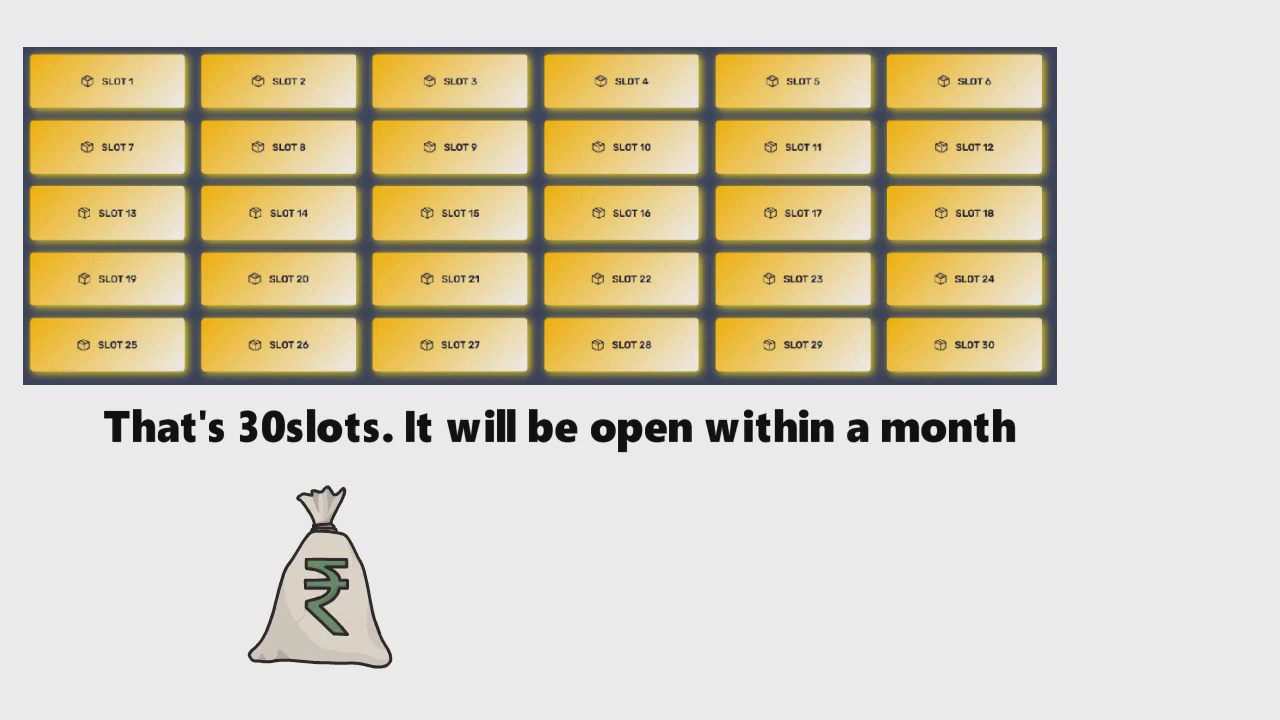 SLOT 1 SLOT 2 SLOT 3 SLOT 4 SLOT 5 SLOT 6
SLOT 7 SLOT 8 SLOT 9 SLOT 10 SLOT 11 SLOT 12
SLOT 13 SLOT 14 SLOT 15 SLOT 16 SLOT 17 SLOT 18
SLOT 19 SLOT 20 SLOT 21 SLOT 22 SLOT 23 SLOT 24
SLOT 25 SLOT 26 SLOT 27 SLOT 28 SLOT 29 SLOT 30
That's 30slots. It will be open within a month
₹